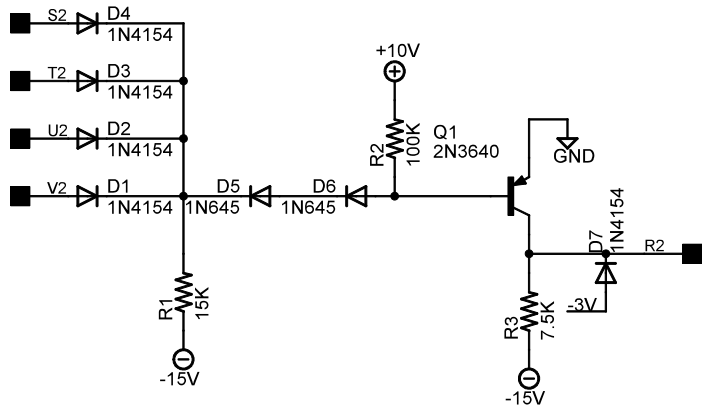 S2
D4
1N4154
T2
D3
1N4154
U2
D2
1N4154
V2
D1
1N4154
D5
1N645
D6
1N645
+10V
R2
100K
Q1
2N3640
GND
D7
1N4154
R2
-3V
R1
15K
-15V
R3
7.5K
-15V